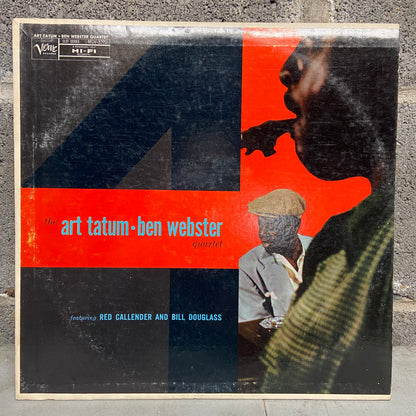 ART TATUM - BEN WEBSTER QUARTET
Verve
RECORDS
HI-FI
the
art tatum • ben webster
quartet
featuring RED CALLENDER AND BILL DOUGLASS